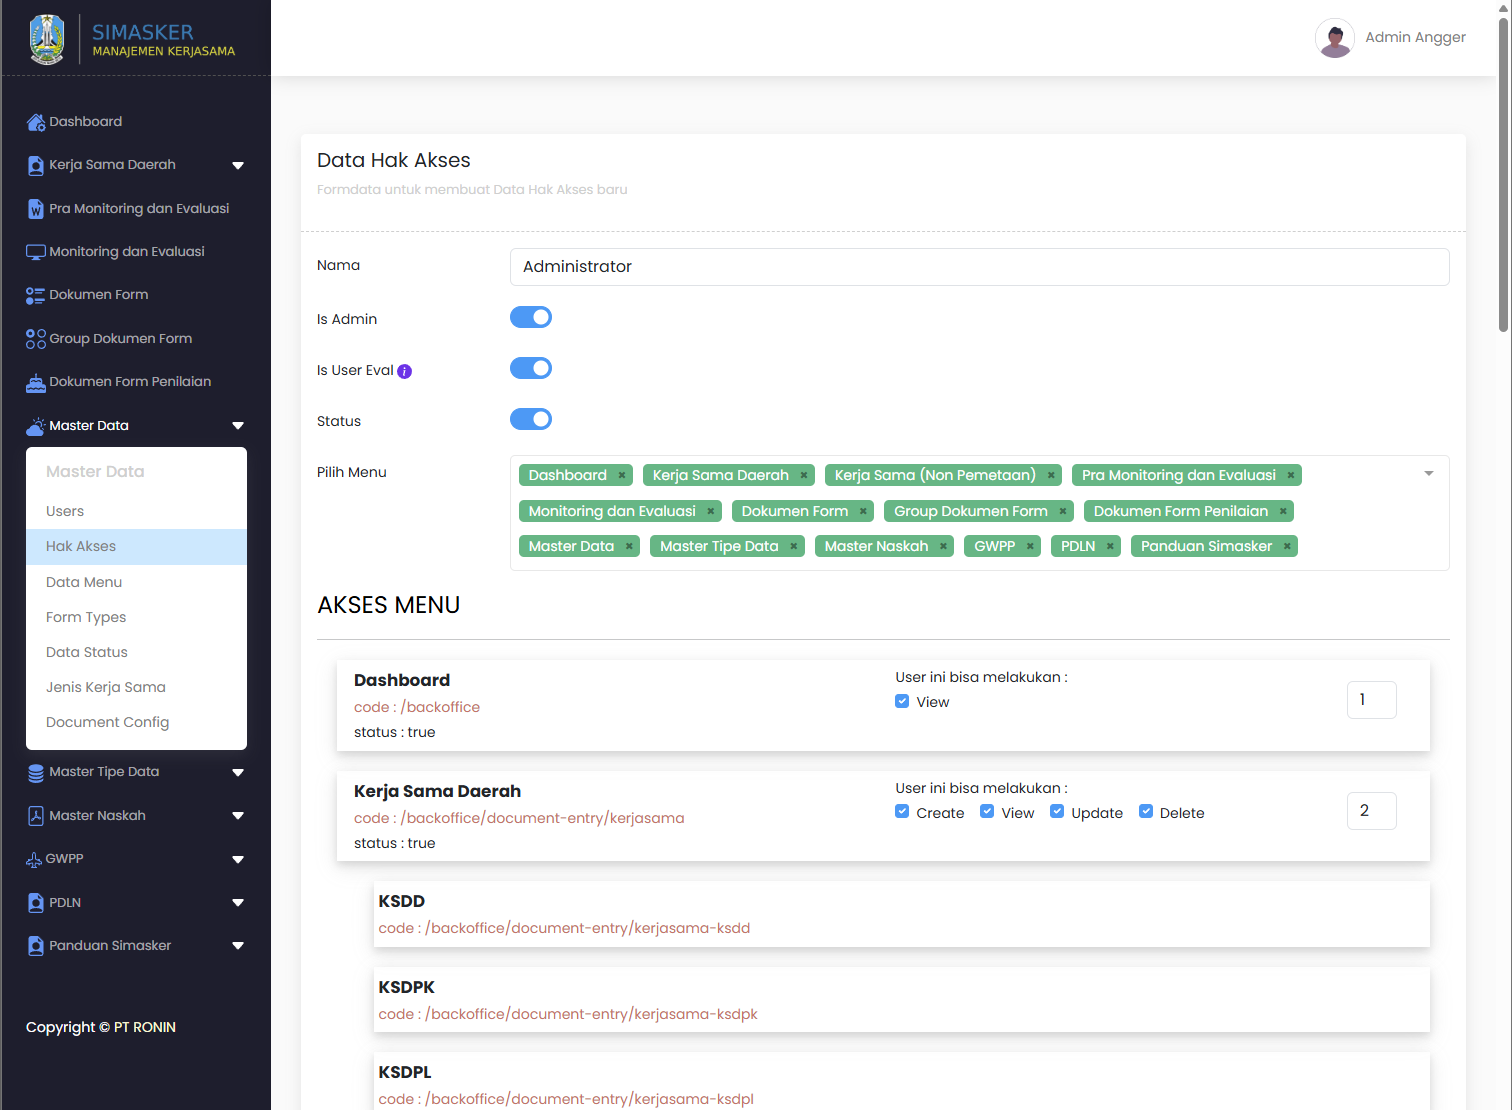 SIMASKER
MANAJEMEN KERJASAMA
Admin Angger
Dashboard
Kerja Sama Daerah
Pra Monitoring dan Evaluasi
Monitoring dan Evaluasi
Dokumen Form
Group Dokumen Form
Dokumen Form Penilaian
Master Data
Master Data
Users
Hak Akses
Data Menu
Form Types
Data Status
Jenis Kerja Sama
Document Config
Master Tipe Data
Master Naskah
GWPP
PDLN
Panduan Simasker
Copyright © PT RONIN
Data Hak Akses
Formdata untuk membuat Data Hak Akses baru
Nama
Administrator
Is Admin
Is User Eval i
Status
Pilih Menu
Dashboard × Kerja Sama Daerah × Kerja Sama (Non Pemetaan) × Pra Monitoring dan Evaluasi ×
Monitoring dan Evaluasi × Dokumen Form × Group Dokumen Form × Dokumen Form Penilaian ×
Master Data × Master Tipe Data × Master Naskah × GWPP × PDLN × Panduan Simasker ×
AKSES MENU
Dashboard
code : /backoffice
status : true
User ini bisa melakukan :
View
1
Kerja Sama Daerah
code : /backoffice/document-entry/kerjasama
status : true
User ini bisa melakukan :
Create View Update Delete
2
KSDD
code : /backoffice/document-entry/kerjasama-ksdd
KSDPK
code : /backoffice/document-entry/kerjasama-ksdpk
KSDPL
code : /backoffice/document-entry/kerjasama-ksdpl